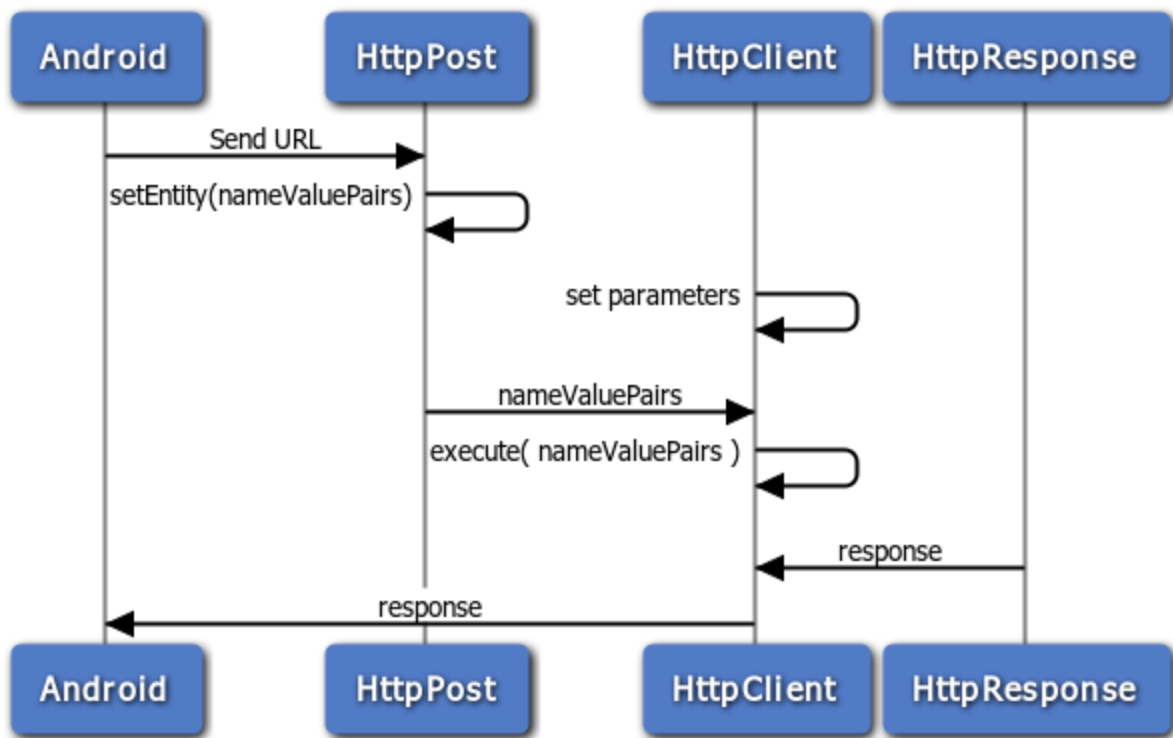 Android HttpPost HttpClient HttpResponse
Send URL
setEntity(nameValuePairs)
set parameters
nameValuePairs
execute( nameValuePairs )
response
response
Android HttpPost HttpClient HttpResponse